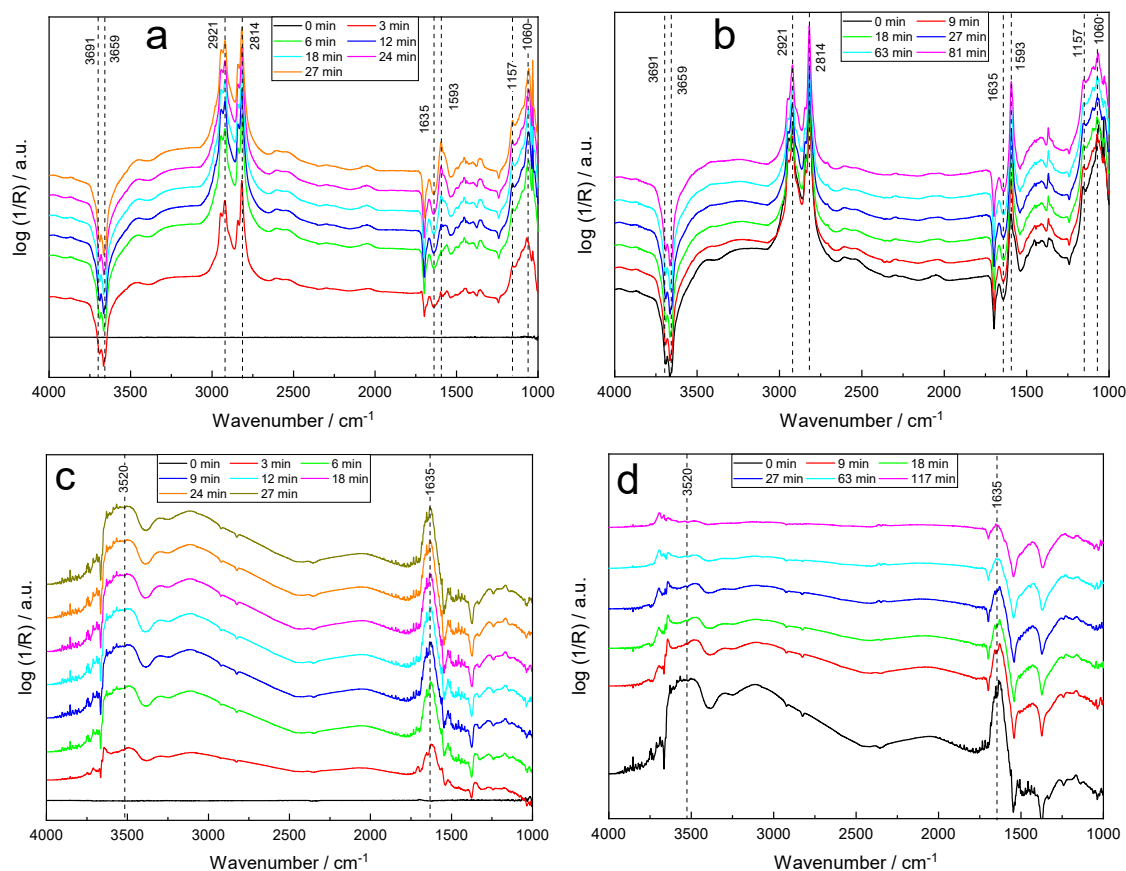 a
3691
3659
2921
2814
1635
1593
1157
1060
0 min 3 min
6 min 12 min
18 min 24 min
27 min
log (1/R) / a.u.
4000 3500 3000 2500 2000 1500 1000
Wavenumber / cm-1
b
3691
3659
2921
2814
1635
1593
1157
1060
0 min 9 min
18 min 27 min
63 min 81 min
log (1/R) / a.u.
4000 3500 3000 2500 2000 1500 1000
Wavenumber / cm-1
c
3520
1635
0 min 3 min 6 min
9 min 12 min 18 min
24 min 27 min
log (1/R) / a.u.
4000 3500 3000 2500 2000 1500 1000
Wavenumber / cm-1
d
3520
1635
0 min 9 min 18 min
27 min 63 min 117 min
log (1/R) / a.u.
4000 3500 3000 2500 2000 1500 1000
Wavenumber / cm-1